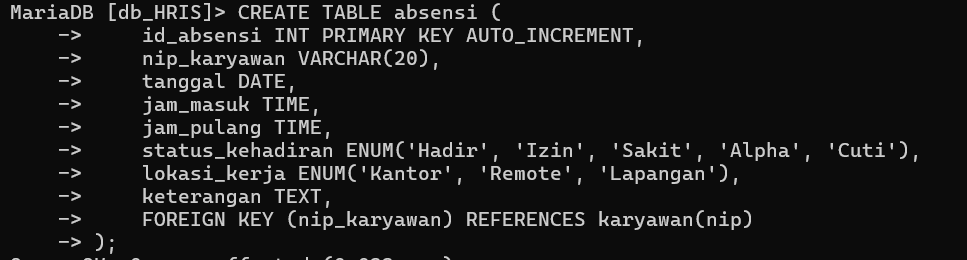 MariaDB [db_HRIS]> CREATE TABLE absensi (
    ->     id_absensi INT PRIMARY KEY AUTO_INCREMENT,
    ->     nip_karyawan VARCHAR(20),
    ->     tanggal DATE,
    ->     jam_masuk TIME,
    ->     jam_pulang TIME,
    ->     status_kehadiran ENUM('Hadir', 'Izin', 'Sakit', 'Alpha', 'Cuti'),
    ->     lokasi_kerja ENUM('Kantor', 'Remote', 'Lapangan'),
    ->     keterangan TEXT,
    ->     FOREIGN KEY (nip_karyawan) REFERENCES karyawan(nip)
    -> );